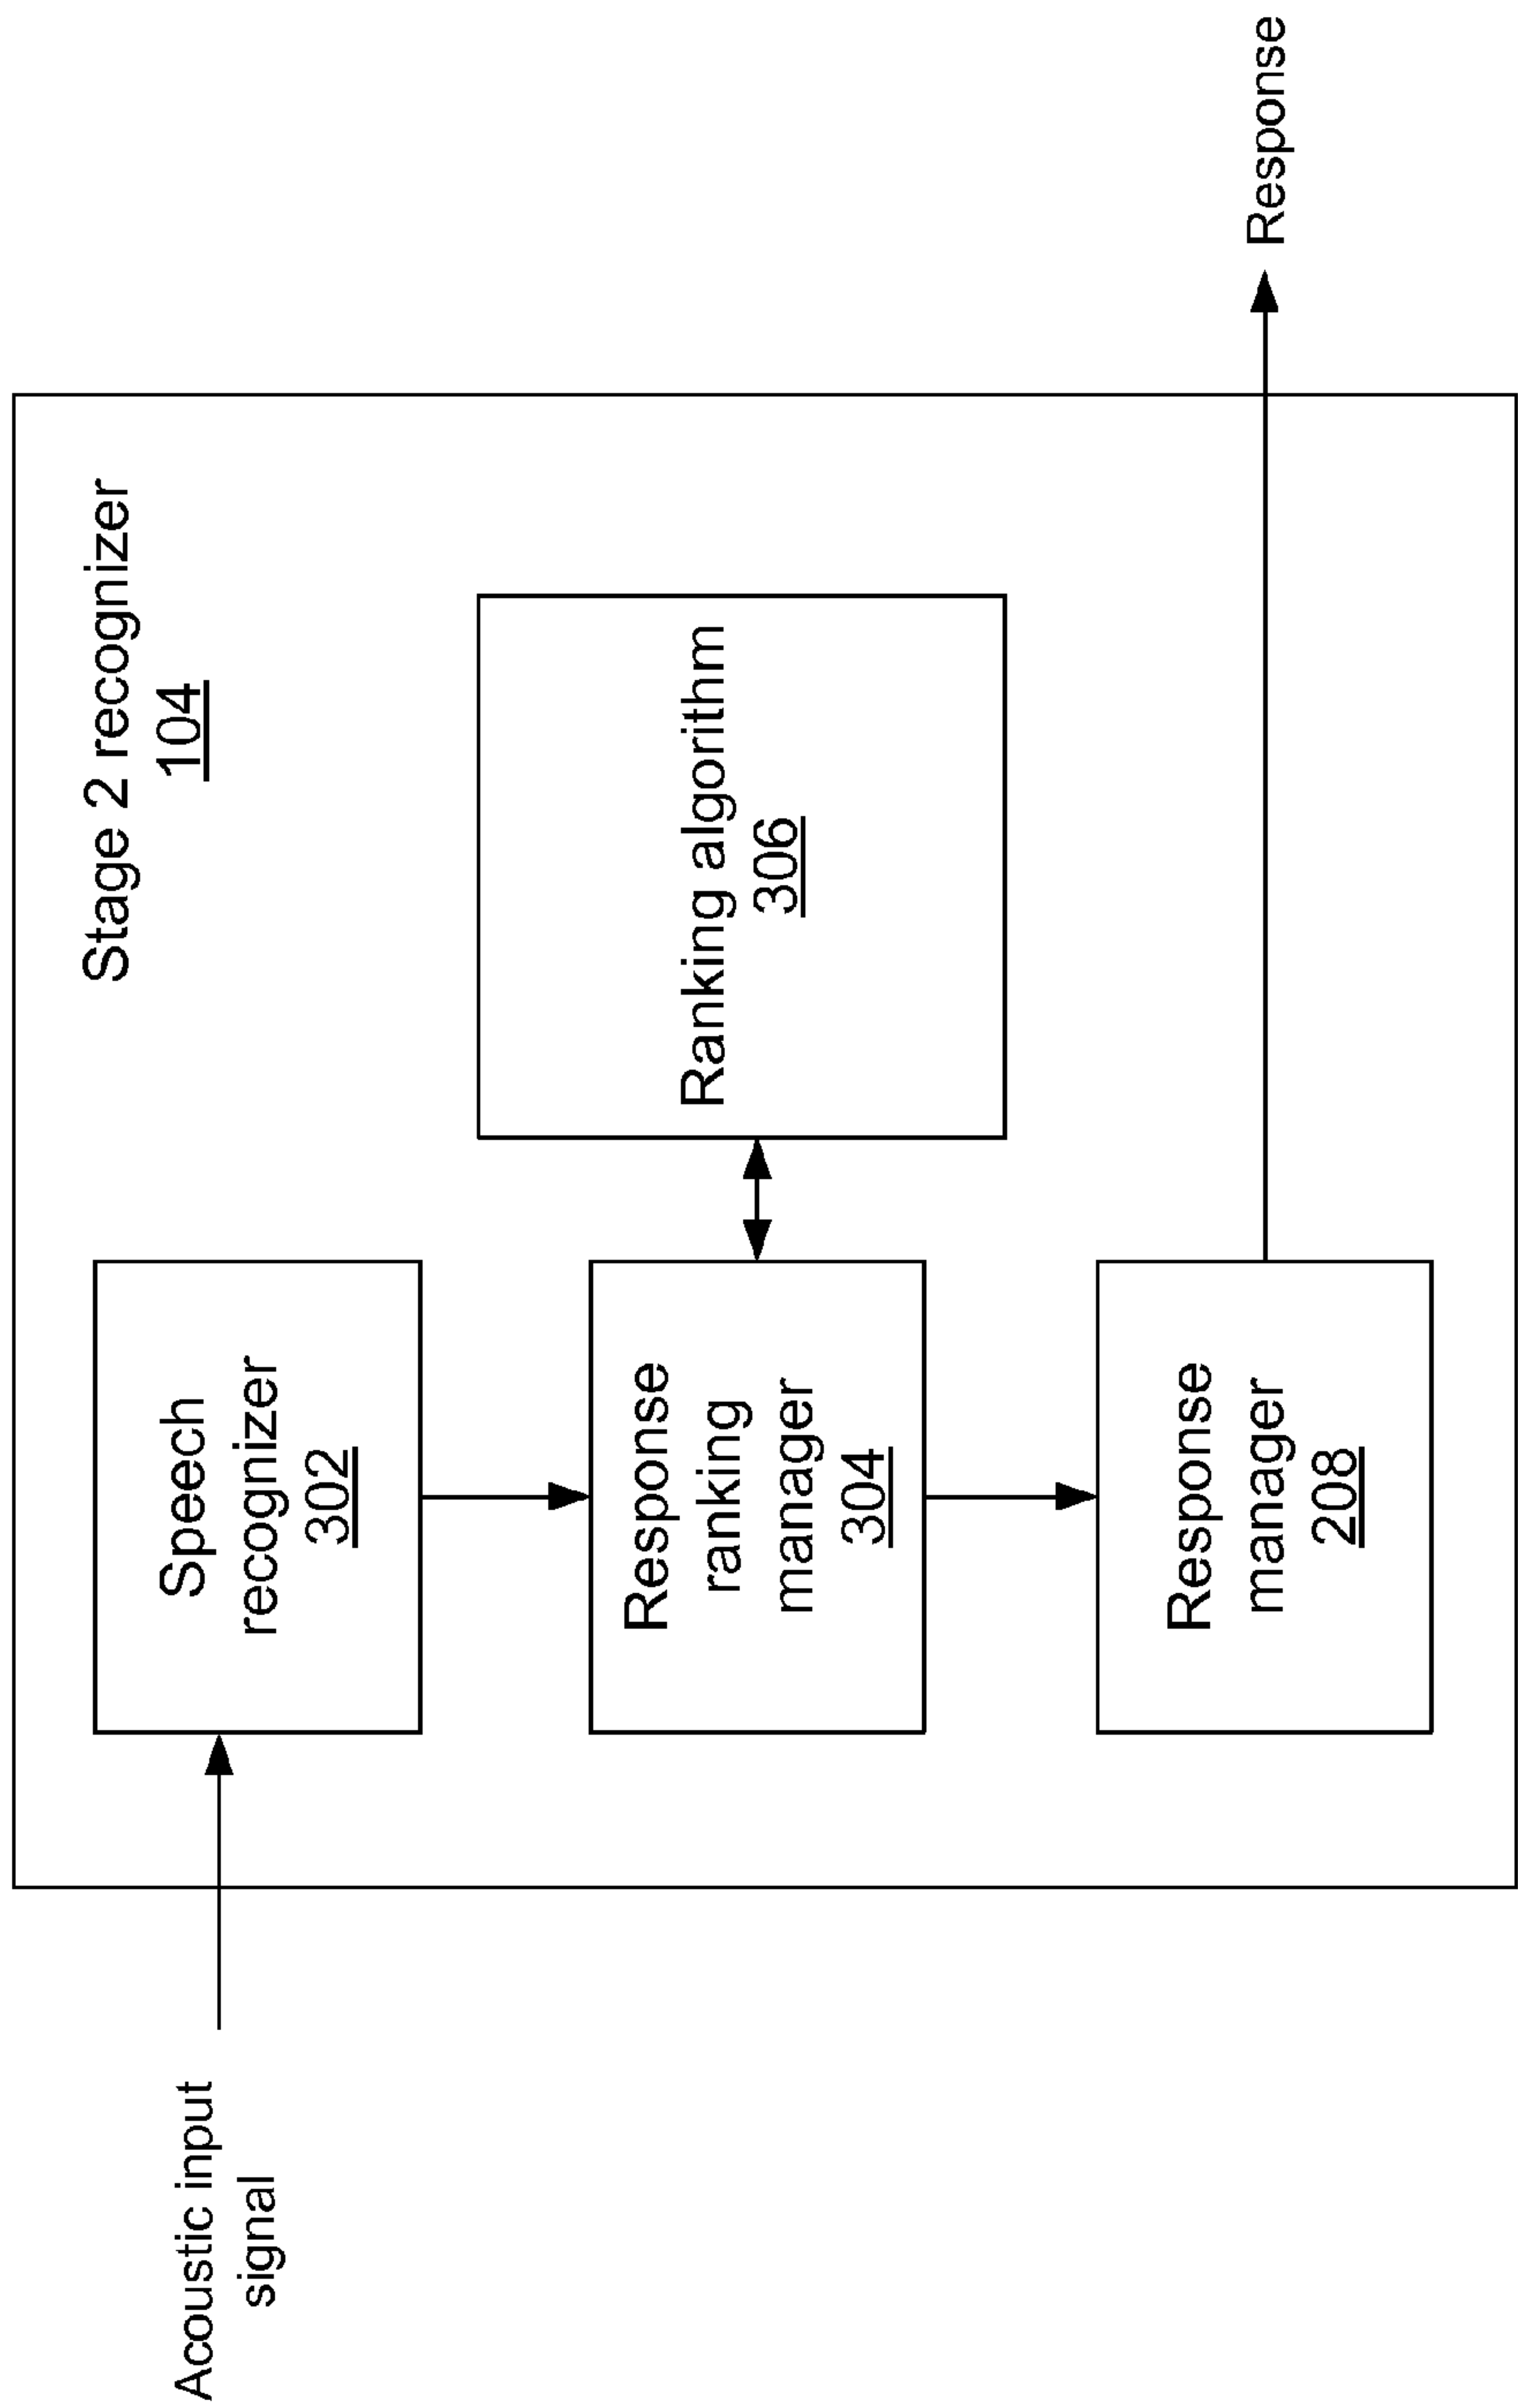 Stage 2 recognizer
104
Acoustic input
signal
Speech
recognizer
302
Response
ranking
manager
304
Ranking algorithm
306
Response
manager
208
Response